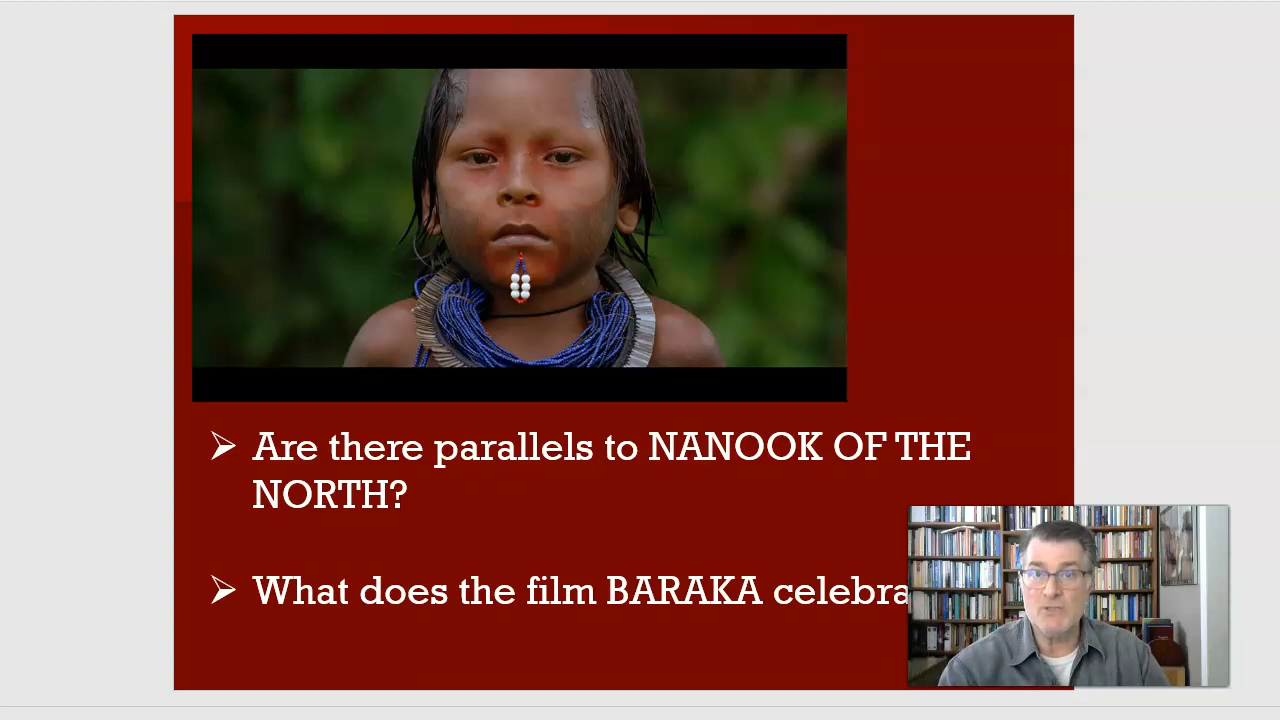 Are there parallels to NANOOK OF THE
NORTH?
What does the film BARAKA